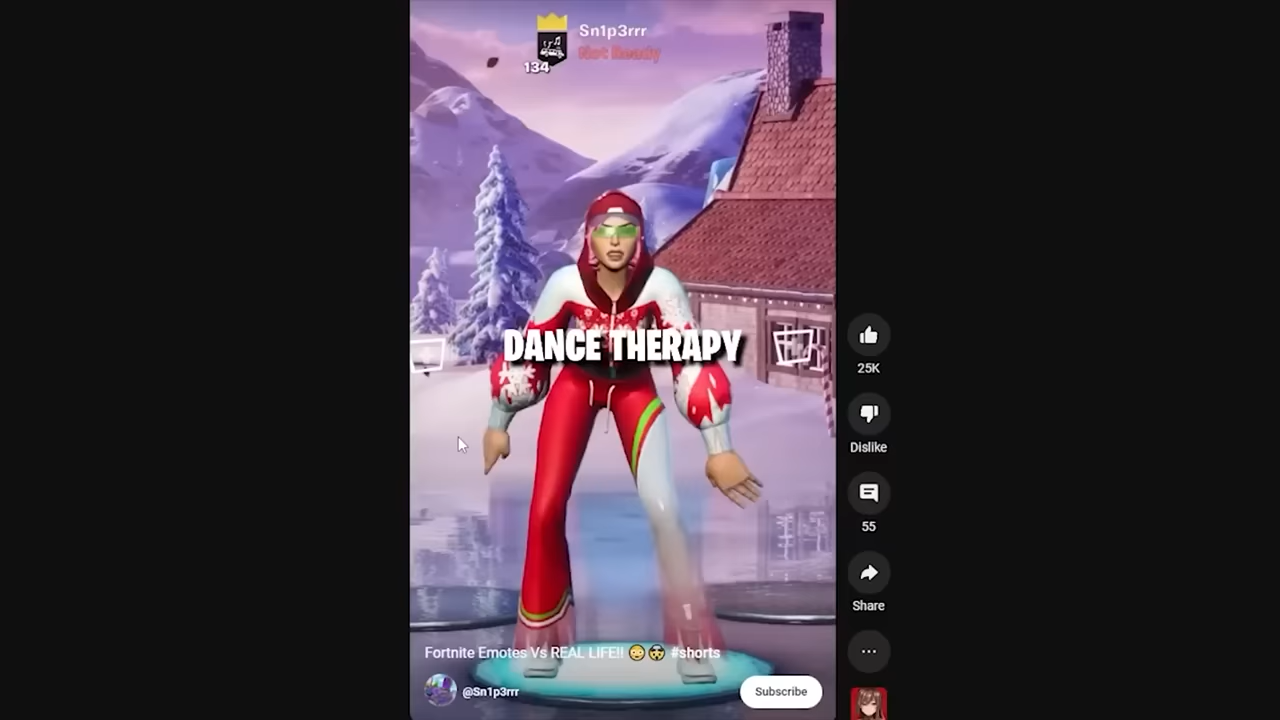 Sn1p3rrr
Not Ready
134
DANCE THERAPY
25K
Dislike
55
Share
Fortnite Emotes Vs REAL LIFE!! 😳😨 #shorts
@Sn1p3rrr
Subscribe